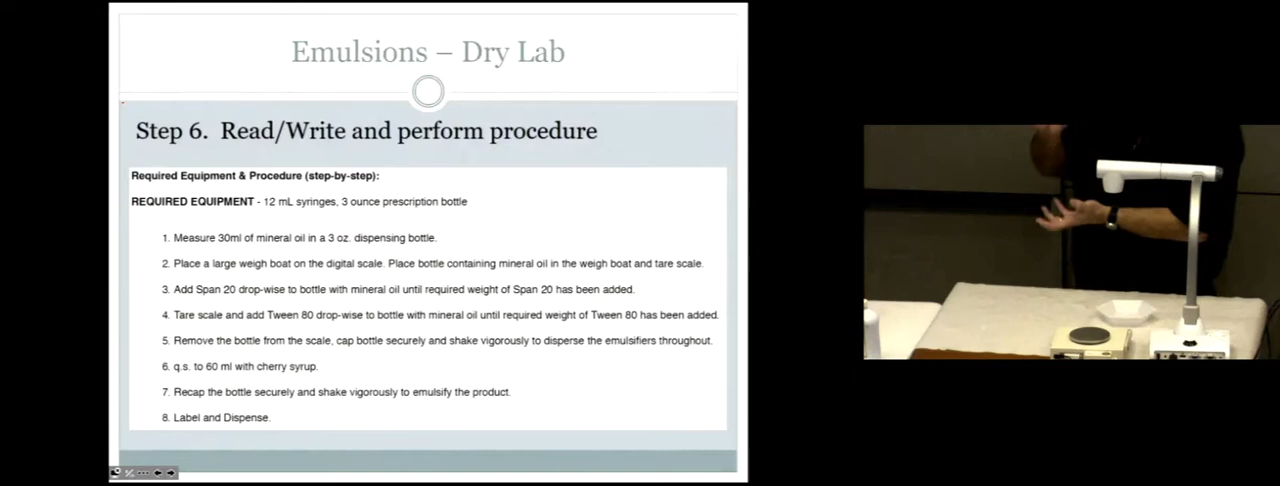 Emulsions – Dry Lab
Step 6. Read/Write and perform procedure
Required Equipment & Procedure (step-by-step):
REQUIRED EQUIPMENT - 12 mL syringes, 3 ounce prescription bottle
1. Measure 30ml of mineral oil in a 3 oz. dispensing bottle.
2. Place a large weigh boat on the digital scale. Place bottle containing mineral oil in the weigh boat and tare scale.
3. Add Span 20 drop-wise to bottle with mineral oil until required weight of Span 20 has been added.
4. Tare scale and add Tween 80 drop-wise to bottle with mineral oil until required weight of Tween 80 has been added.
5. Remove the bottle from the scale, cap bottle securely and shake vigorously to disperse the emulsifiers throughout.
6. q.s. to 60 ml with cherry syrup.
7. Recap the bottle securely and shake vigorously to emulsify the product.
8. Label and Dispense.